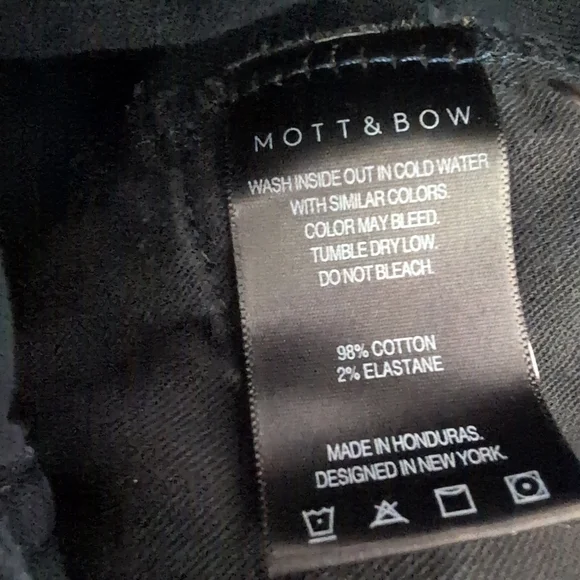 MOTT & BOW
WASH INSIDE OUT IN COLD WATER
WITH SIMILAR COLORS.
COLOR MAY BLEED.
TUMBLE DRY LOW.
DO NOT BLEACH.
98% COTTON
2% ELASTANE
MADE IN HONDURAS.
DESIGNED IN NEW YORK.